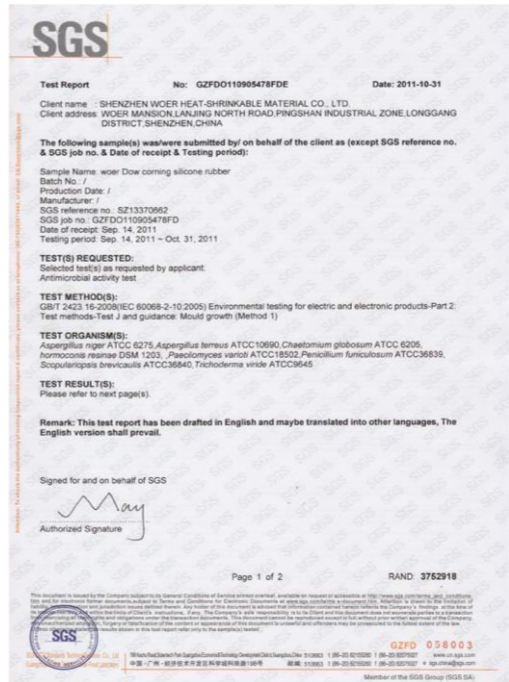 SGS
Test Report No: GZFDO110905478FDE Date: 2011-10-31
Client name : SHENZHEN WOER HEAT-SHRINKABLE MATERIAL CO., LTD.
Client address: WOER MANSION,LANJING NORTH ROAD,PINGSHAN INDUSTRIAL ZONE,LONGGANG
DISTRICT,SHENZHEN,CHINA
The following sample(s) was/were submitted by/ on behalf of the client as (except SGS reference no.
& SGS job no. & Date of receipt & Testing period):
Sample Name: woer Dow corning silicone rubber
Batch No.: /
Production Date: /
Manufacturer: /
SGS reference no.: SZ13370662
SGS job no.: GZFDO110905478FD
Date of receipt: Sep. 14, 2011
Testing period: Sep. 14, 2011 ~ Oct. 31, 2011
TEST(S) REQUESTED:
Selected test(s) as requested by applicant:
Antimicrobial activity test
TEST METHOD(S):
GB/T 2423.16-2008(IEC 60068-2-10:2005) Environmental testing for electric and electronic products-Part 2:
Test methods-Test J and guidance: Mould growth (Method 1)
TEST ORGANISM(S):
Aspergillus niger ATCC 6275,Aspergillus terreus ATCC10690,Chaetomium globosum ATCC 6205,
hormoconis resinae DSM 1203, ,Paecilomyces varioti ATCC18502,Penicillium funiculosum ATCC36839,
Scopulariopsis brevicaulis ATCC36840,Trichoderma viride ATCC9645
TEST RESULT(S):
Please refer to next page(s).
Remark: This test report has been drafted in English and maybe translated into other languages, The
English version shall prevail.
Signed for and on behalf of SGS
May
Authorized Signature
Page 1 of 2 RAND: 3752918
SGS
GZFD 058003
Member of the SGS Group (SGS SA)